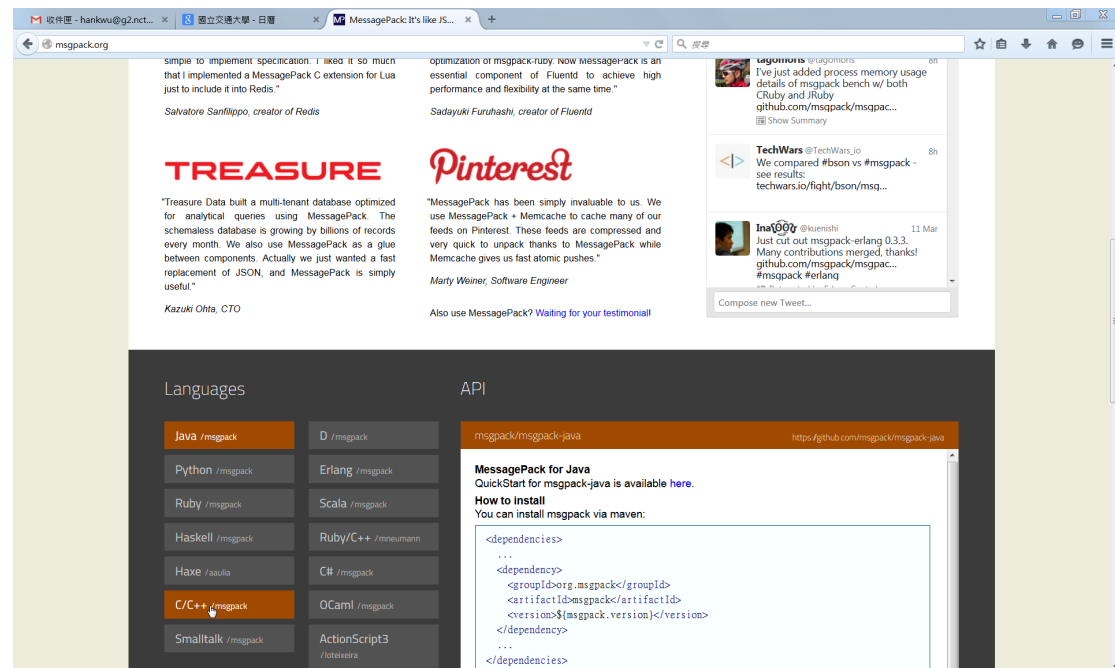 收件匣 - hankwu@g2.nct...
國立交通大學 - 日曆
MessagePack: It's like JS...
msgpack.org
搜尋
simple to implement specification. I liked it so much
that I implemented a MessagePack C extension for Lua
just to include it into Redis."
Salvatore Sanfilippo, creator of Redis
optimization of msgpack-ruby. Now MessagePack is an
essential component of Fluentd to achieve high
performance and flexibility at the same time."
Sadayuki Furuhashi, creator of Fluentd
TREASURE
"Treasure Data built a multi-tenant database optimized
for analytical queries using MessagePack. The
schemaless database is growing by billions of records
every month. We also use MessagePack as a glue
between components. Actually we just wanted a fast
replacement of JSON, and MessagePack is simply
useful."
Kazuki Ohta, CTO
Pinterest
"MessagePack has been simply invaluable to us. We
use MessagePack + Memcache to cache many of our
feeds on Pinterest. These feeds are compressed and
very quick to unpack thanks to MessagePack while
Memcache gives us fast atomic pushes."
Marty Weiner, Software Engineer
Also use MessagePack? Waiting for your testimonial!
tagomoris @tagomoris 8h
I've just added process memory usage
details of msgpack bench w/ both
CRuby and JRuby
github.com/msgpack/msgpac...
Show Summary
TechWars @TechWars_io 8h
We compared #bson vs #msgpack -
see results:
techwars.io/fight/bson/msg...
@kuenishi 11 Mar
Just cut out msgpack-erlang 0.3.3.
Many contributions merged, thanks!
github.com/msgpack/msgpac...
#msgpack #erlang
Compose new Tweet...
Languages
Java /msgpack
D /msgpack
Python /msgpack
Erlang /msgpack
Ruby /msgpack
Scala /msgpack
Haskell /msgpack
Ruby/C++ /mneumann
Haxe /aaulia
C# /msgpack
C/C++ /msgpack
OCaml /msgpack
Smalltalk /msgpack
ActionScript3
/loteixeira
API
msgpack/msgpack-java
https://github.com/msgpack/msgpack-java
MessagePack for Java
QuickStart for msgpack-java is available here.
How to install
You can install msgpack via maven:
<dependencies>
...
<dependency>
<groupId>org.msgpack</groupId>
<artifactId>msgpack</artifactId>
<version>${msgpack.version}</version>
</dependency>
...
</dependencies>